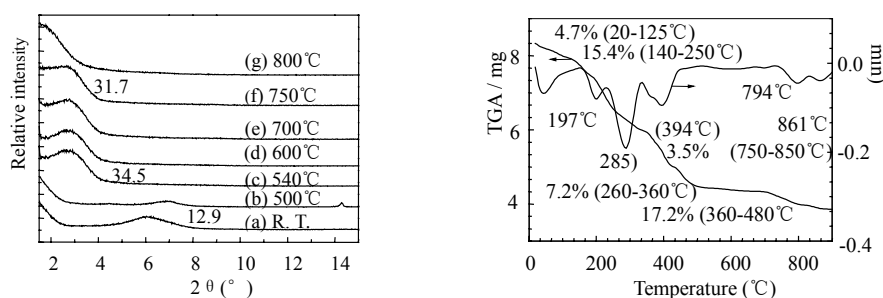 Relative intensity
(g) 800℃
31.7
(f) 750℃
(e) 700℃
(d) 600℃
34.5
(c) 540℃
(b) 500℃
12.9
(a) R. T.
2 4 6 8 10 12 14
2 θ (°)
TGA / mg
8
6
4
4.7% (20-125℃)
15.4% (140-250℃)
197℃
(394℃)
794℃
285)
3.5%
861℃
(750-850℃)
7.2% (260-360℃)
17.2% (360-480℃
0 200 400 600 800
Temperature (℃)
0.0
-0.2
-0.4
min)